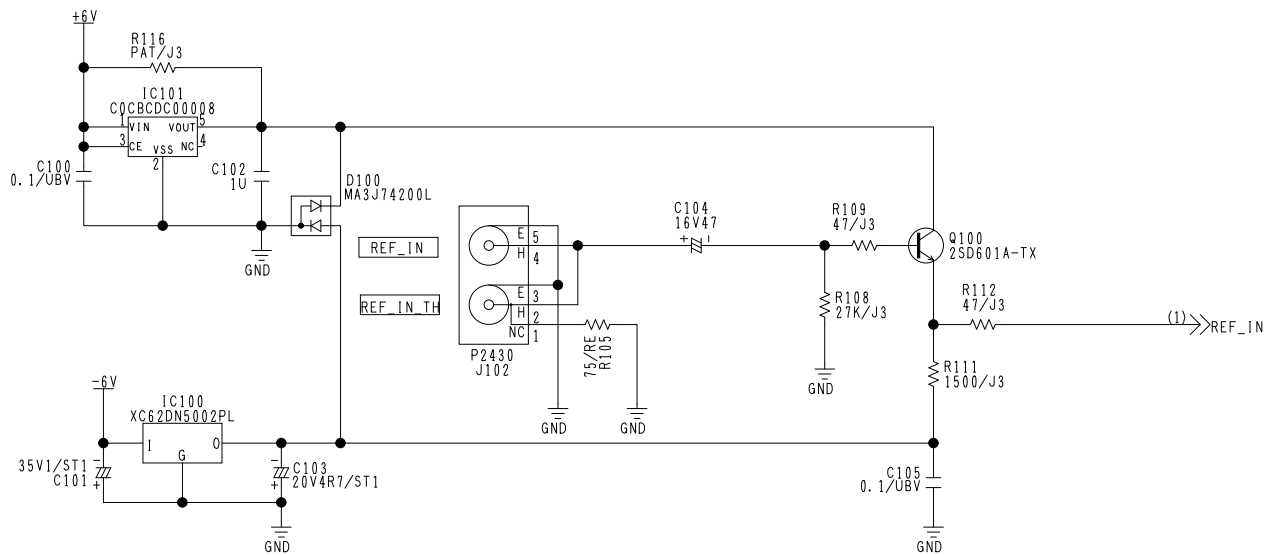 +6V
R116
PAT/J3
IC101
C0CBCDC00008
1
VIN
VOUT
5
3
CE
VSS
NC
4
2
C100
0.1/UBV
C102
1U
GND
D100
MA3J74200L
REF_IN
REF_IN_TH
E
5
H
4
E
3
H
2
NC
1
P2430
J102
75/RE
R105
GND
GND
C104
16V47
+
-
R109
47/J3
R108
27K/J3
GND
Q100
2SD601A-TX
R112
47/J3
(1)
REF_IN
R111
1500/J3
C105
0.1/UBV
GND
-6V
IC100
XC62DN5002PL
I
O
G
35V1/ST1
C101
-
+
-
+
C103
20V4R7/ST1
GND